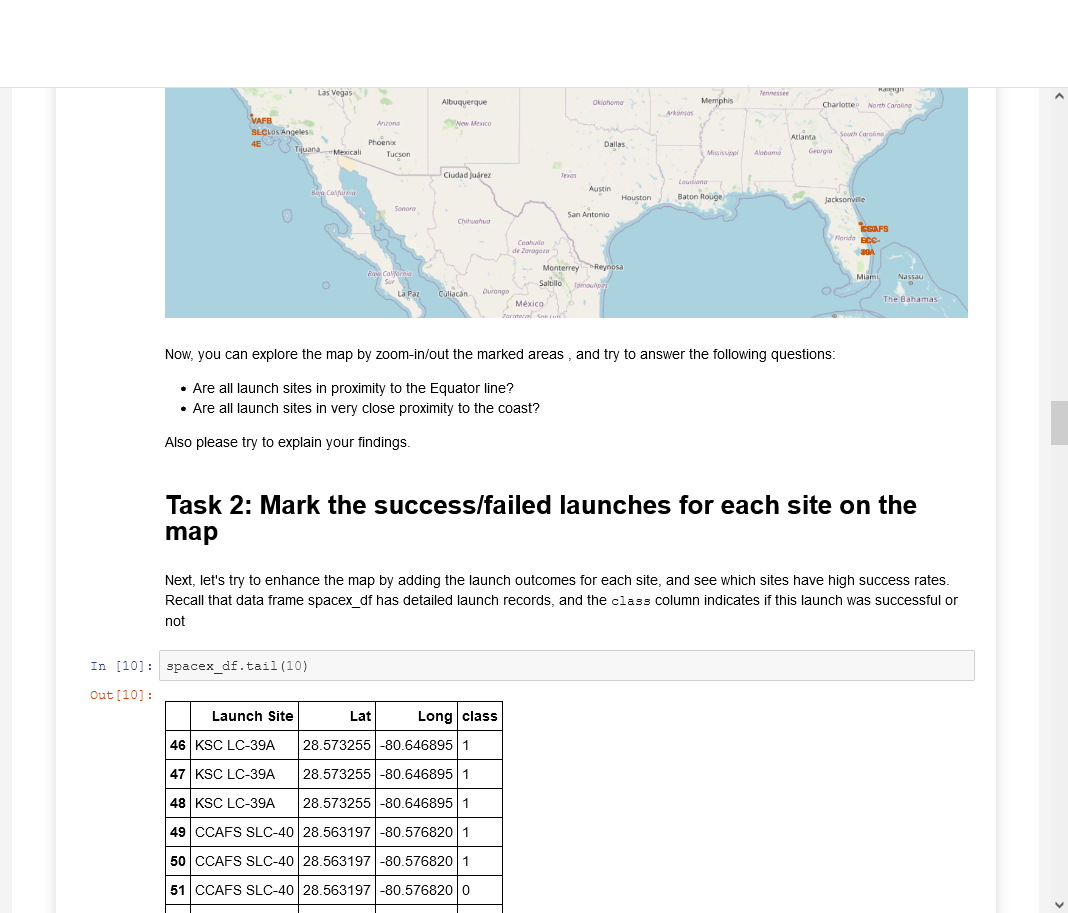 Las Vegas
Albuquerque
Oklahoma
Memphis
Tennessee
Raleigh
Charlotte
North Carolina
Arkansas
VAFB
SLC
4E
Los Angeles
Arizona
New Mexico
Phoenix
Tucson
Tijuana
Mexicali
Dallas
Atlanta
South Carolina
Mississippi
Alabama
Georgia
Ciudad Juárez
Texas
Louisiana
Austin
Houston
Baton Rouge
Jacksonville
Baja California
Sonora
Chihuahua
San Antonio
Florida
Coahuila
de Zaragoza
Monterrey
Reynosa
Miami
Nassau
Baja California
Sur
Saltillo
Tamaulipas
La Paz
Culiacán
Durango
México
The Bahamas
Now, you can explore the map by zoom-in/out the marked areas , and try to answer the following questions:
• Are all launch sites in proximity to the Equator line?
• Are all launch sites in very close proximity to the coast?
Also please try to explain your findings.
Task 2: Mark the success/failed launches for each site on the
map
Next, let's try to enhance the map by adding the launch outcomes for each site, and see which sites have high success rates.
Recall that data frame spacex_df has detailed launch records, and the class column indicates if this launch was successful or
not
In [10]: spacex_df.tail(10)
Out[10]:
Launch Site Lat Long class
46 KSC LC-39A 28.573255 -80.646895 1
47 KSC LC-39A 28.573255 -80.646895 1
48 KSC LC-39A 28.573255 -80.646895 1
49 CCAFS SLC-40 28.563197 -80.576820 1
50 CCAFS SLC-40 28.563197 -80.576820 1
51 CCAFS SLC-40 28.563197 -80.576820 0